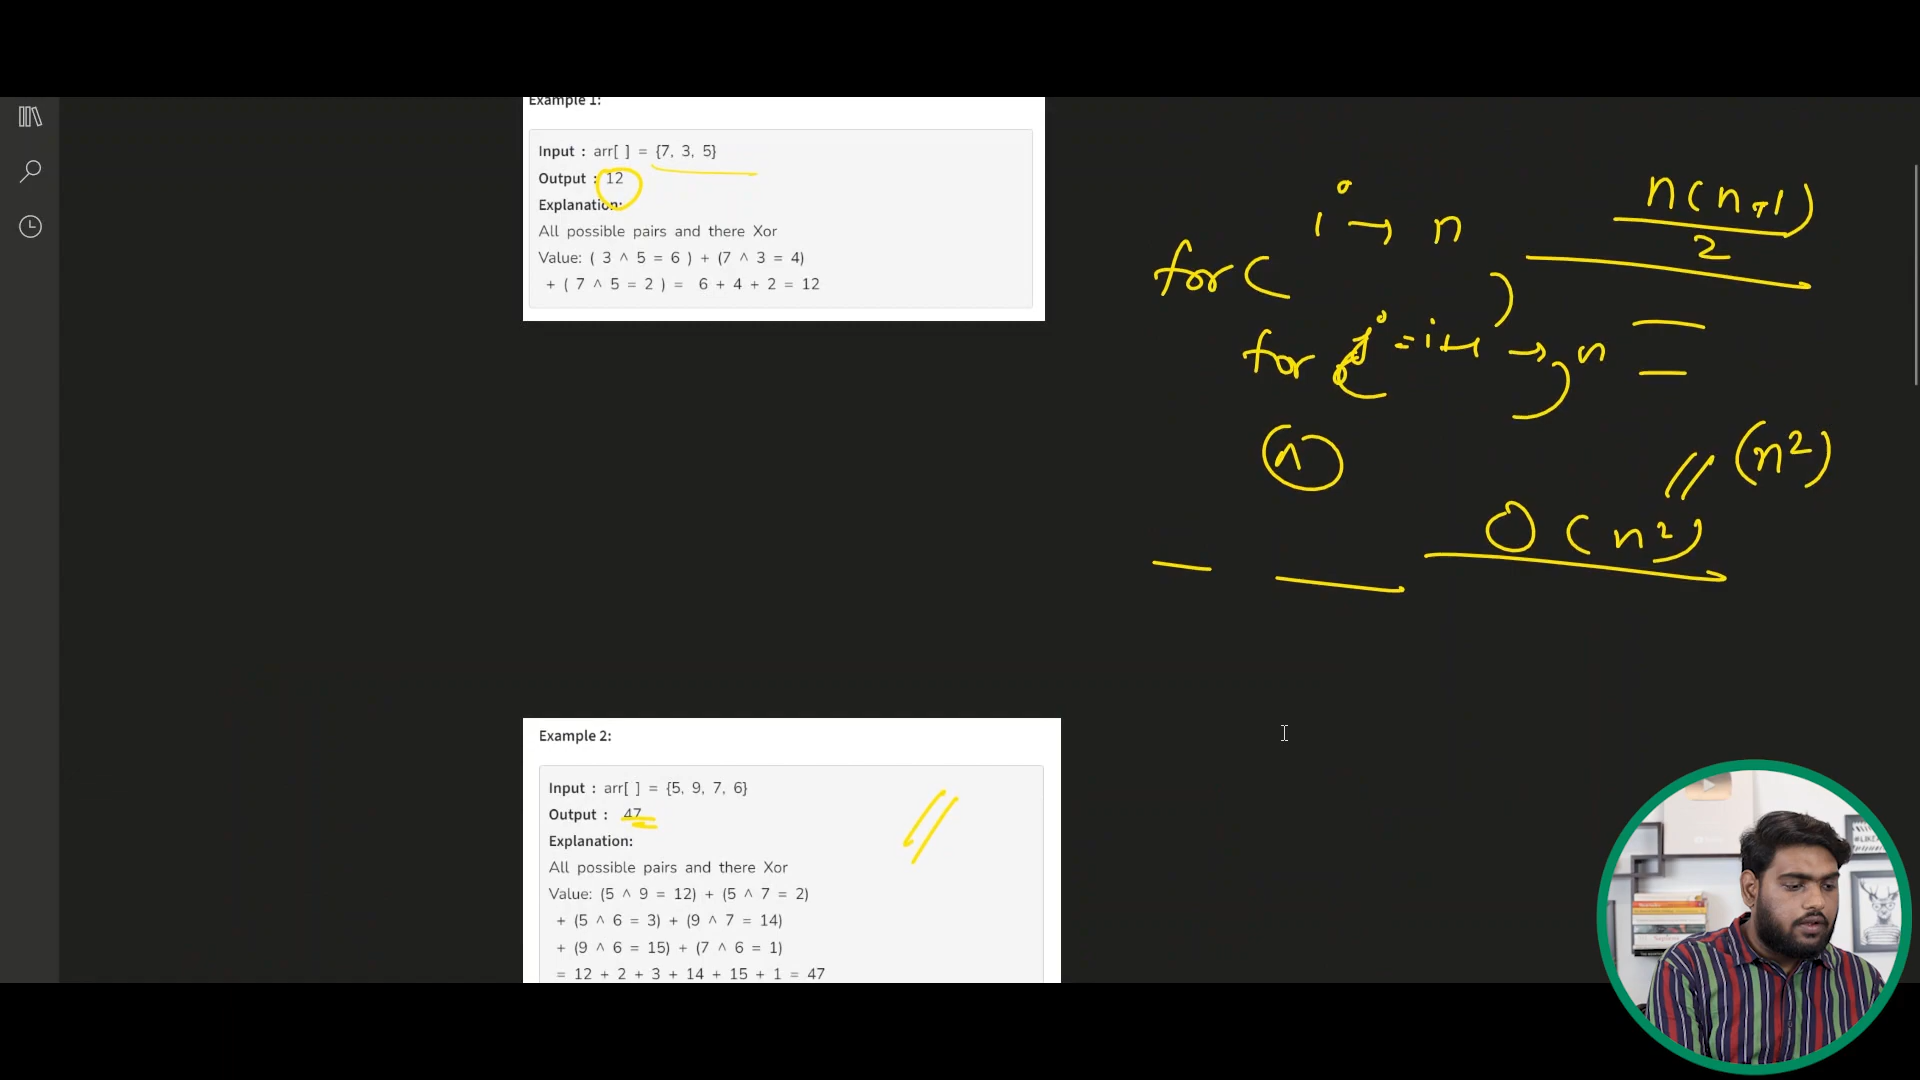 Example 1:
Input : arr[ ] = {7, 3, 5}
Output : 12
Explanation:
All possible pairs and there Xor
Value: ( 3 ^ 5 = 6 ) + (7 ^ 3 = 4)
+ ( 7 ^ 5 = 2 ) = 6 + 4 + 2 = 12
i → n
n(n+1)
2
for (
)
for j = i+1 → n
n
(n²)
O(n²)
Example 2:
Input : arr[ ] = {5, 9, 7, 6}
Output : 47
Explanation:
All possible pairs and there Xor
Value: (5 ^ 9 = 12) + (5 ^ 7 = 2)
+ (5 ^ 6 = 3) + (9 ^ 7 = 14)
+ (9 ^ 6 = 15) + (7 ^ 6 = 1)
= 12 + 2 + 3 + 14 + 15 + 1 = 47